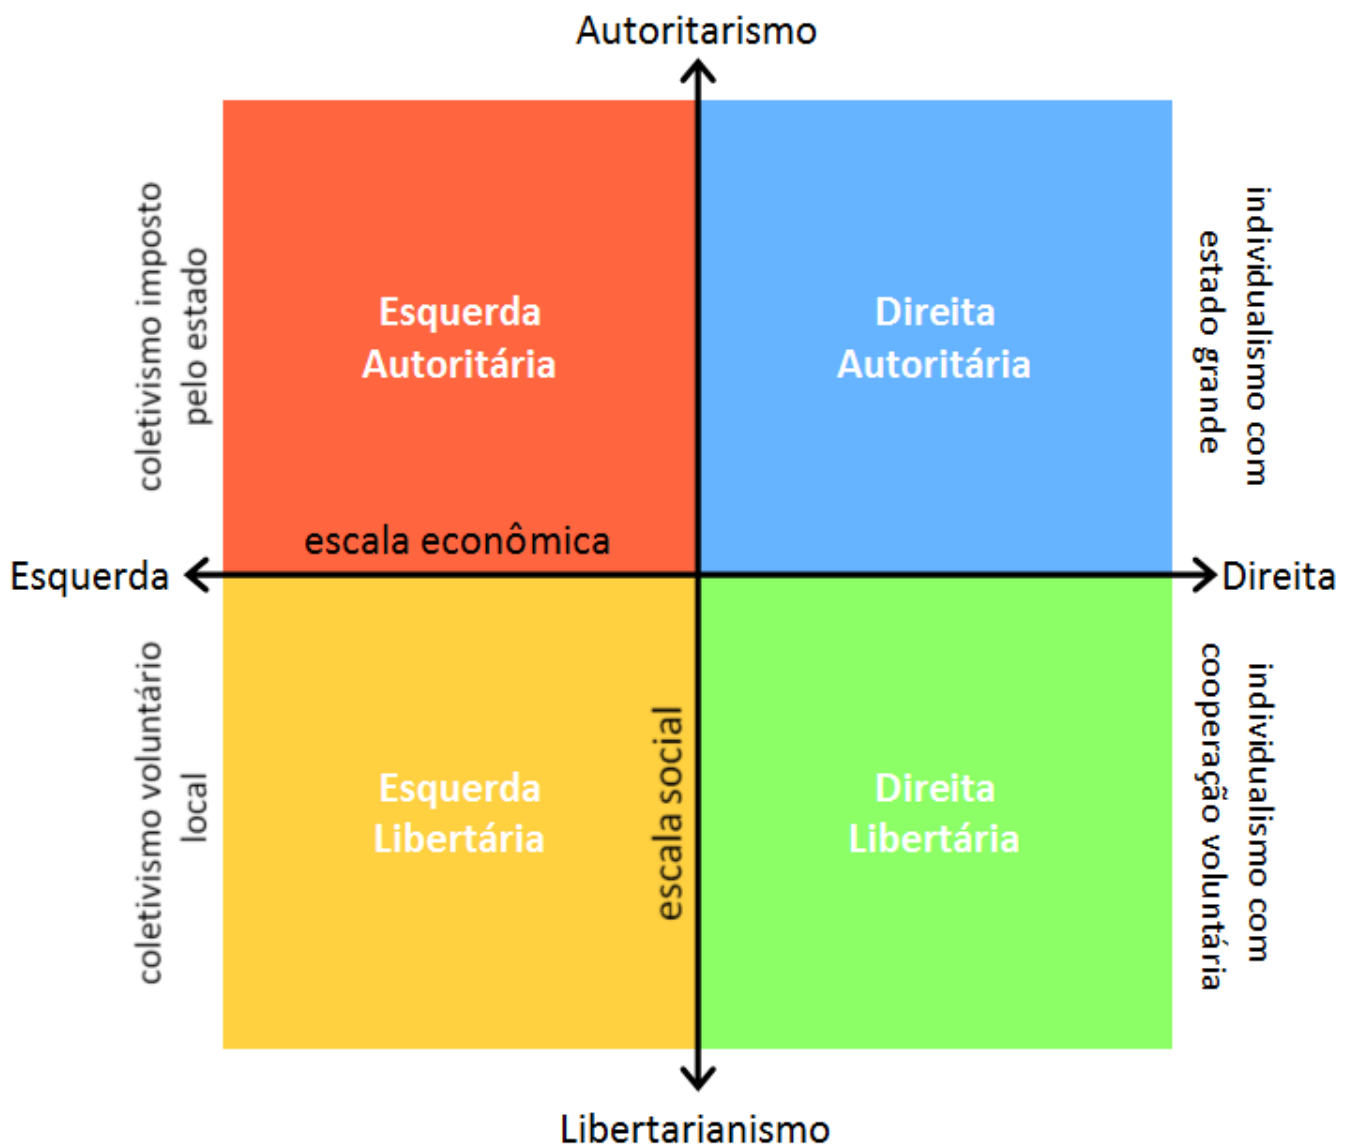 Autoritarismo
coletivismo imposto
pelo estado
Esquerda
Autoritária
Direita
Autoritária
individualismo com
estado grande
escala econômica
Esquerda
Direita
coletivismo voluntário
local
Esquerda
Libertária
escala social
Direita
Libertária
individualismo com
cooperação voluntária
Libertarianismo